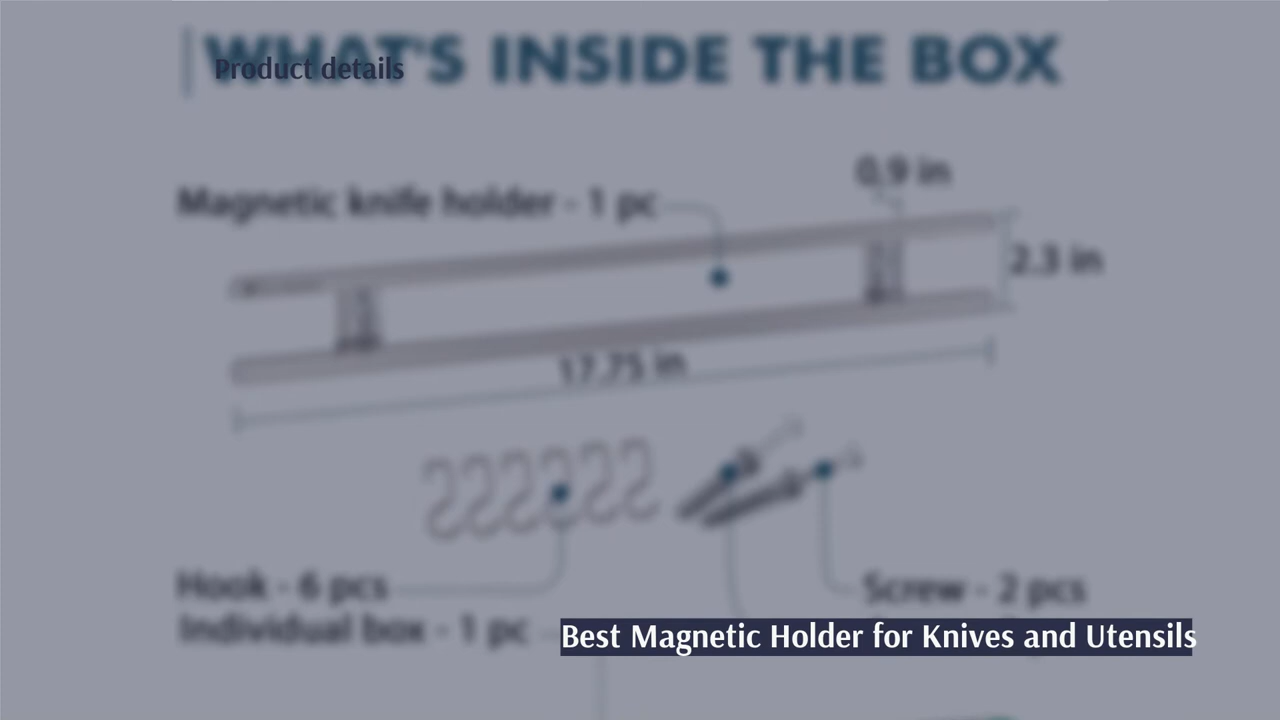 WHAT'S INSIDE THE BOX
Product details
0.9 in
Magnetic knife holder - 1 pc
2.3 in
17.75 in
Hook - 6 pcs
Screw - 2 pcs
Individual box - 1 pc
Best Magnetic Holder for Knives and Utensils